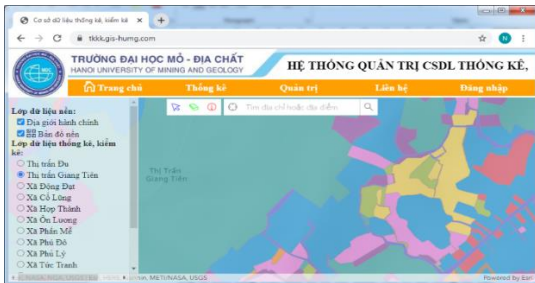 Cơ sở dữ liệu thống kê, kiểm kê
tkkk.gis-humg.com
N
TRƯỜNG ĐẠI HỌC MỎ - ĐỊA CHẤT
HANOI UNIVERSITY OF MINING AND GEOLOGY
HỆ THỐNG QUẢN TRỊ CSDL THỐNG KÊ,
Trang chủ Thống kê Quản trị Liên hệ Đăng nhập
Lớp dữ liệu nền:
Địa giới hành chính
Bản đồ nền
Lớp dữ liệu thống kê, kiểm
kê:
Thị trấn Đu
Thị trấn Giang Tiên
Xã Động Đạt
Xã Cổ Lũng
Xã Hợp Thành
Xã Ôn Lương
Xã Phấn Mễ
Xã Phú Đô
Xã Phủ Lý
Xã Tức Tranh
Tìm địa chỉ hoặc địa điểm
Thị Trấn
Giang Tiên
METI/NASA, USGS
Powered by Esri